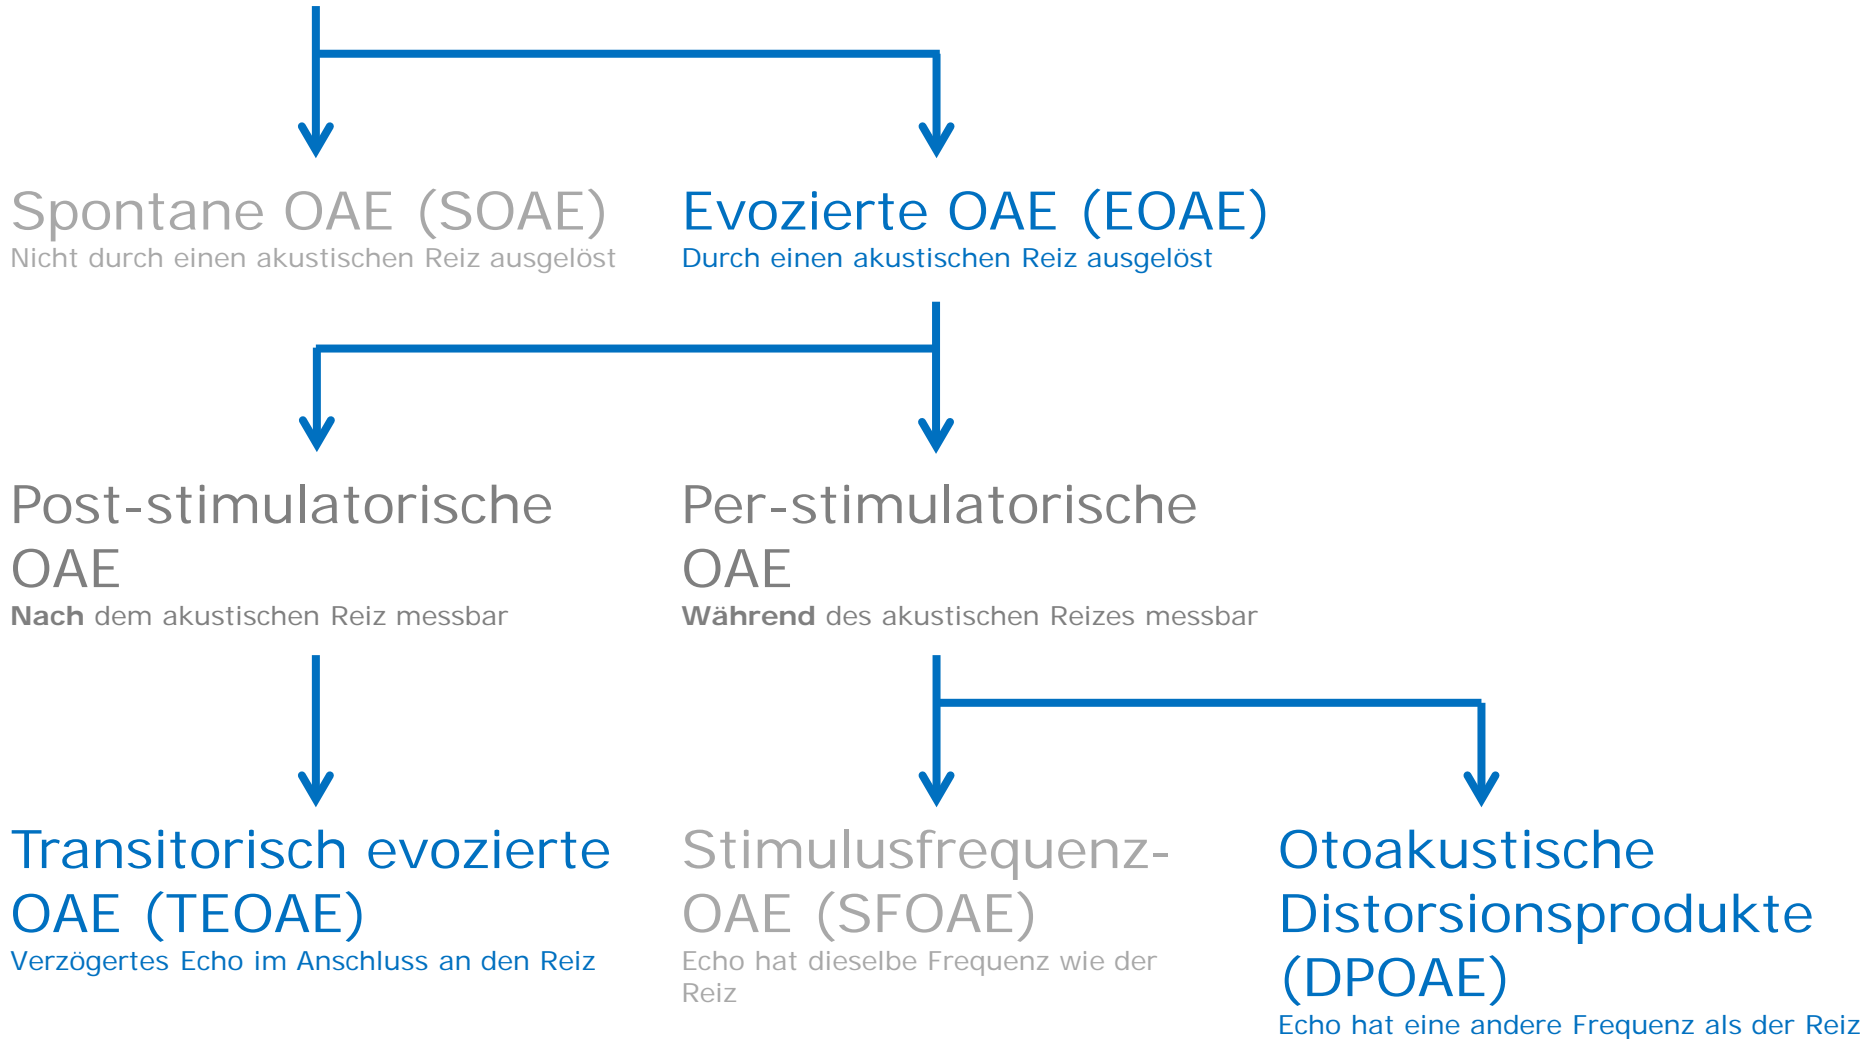 Spontane OAE (SOAE)
Nicht durch einen akustischen Reiz ausgelöst
Evozierte OAE (EOAE)
Durch einen akustischen Reiz ausgelöst
Post-stimulatorische
OAE
Nach dem akustischen Reiz messbar
Per-stimulatorische
OAE
Während des akustischen Reizes messbar
Transitorisch evozierte
OAE (TEOAE)
Verzögertes Echo im Anschluss an den Reiz
Stimulusfrequenz-
OAE (SFOAE)
Echo hat dieselbe Frequenz wie der
Reiz
Otoakustische
Distorsionsprodukte
(DPOAE)
Echo hat eine andere Frequenz als der Reiz